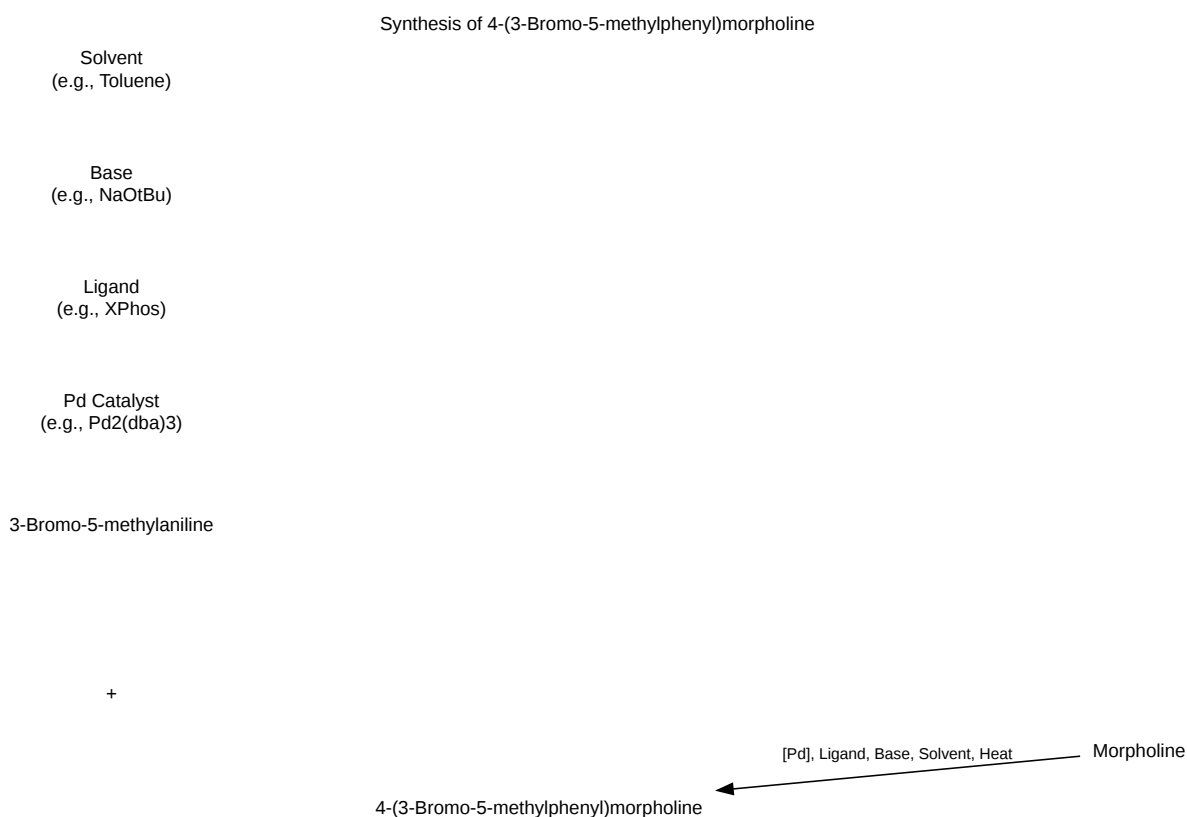 Synthesis of 4-(3-Bromo-5-methylphenyl)morpholine
Solvent
(e.g., Toluene)
Base
(e.g., NaOtBu)
Ligand
(e.g., XPhos)
Pd Catalyst
(e.g., Pd2(dba)3)
3-Bromo-5-methylaniline
+
[Pd], Ligand, Base, Solvent, Heat
Morpholine
4-(3-Bromo-5-methylphenyl)morpholine